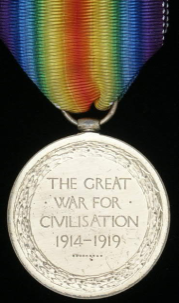 THE GREAT
· WAR FOR ·
CIVILISATION
1914-1919